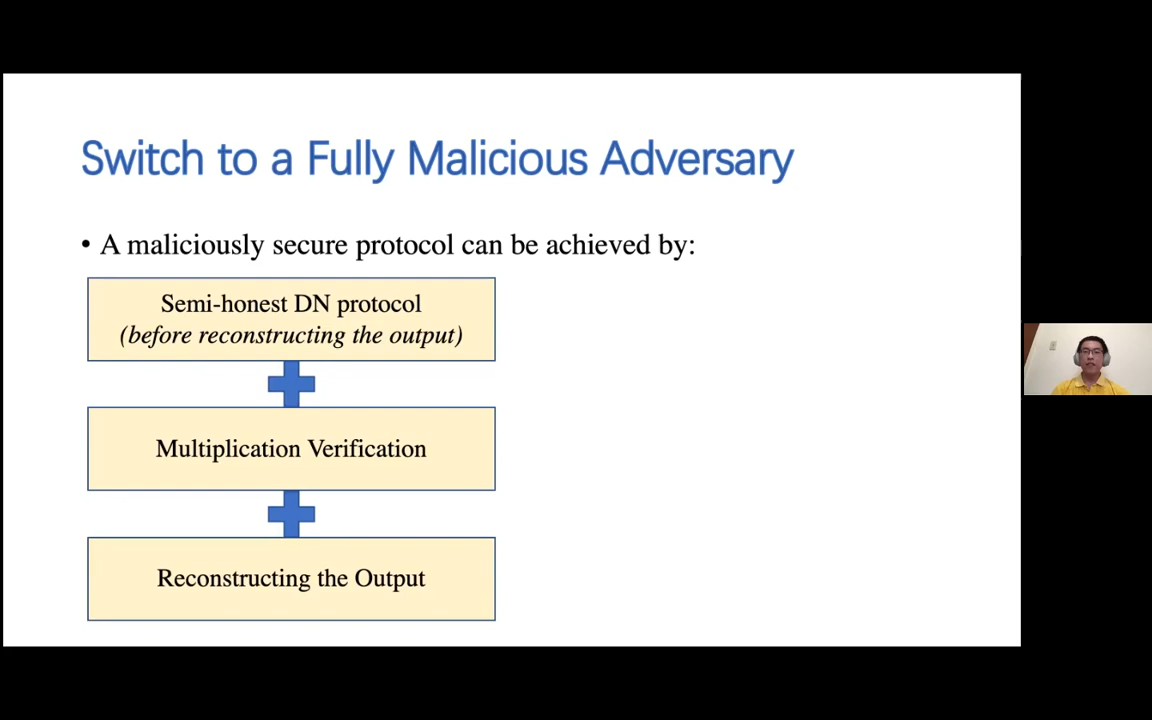 Switch to a Fully Malicious Adversary
• A maliciously secure protocol can be achieved by:
Semi-honest DN protocol
(before reconstructing the output)
Multiplication Verification
Reconstructing the Output